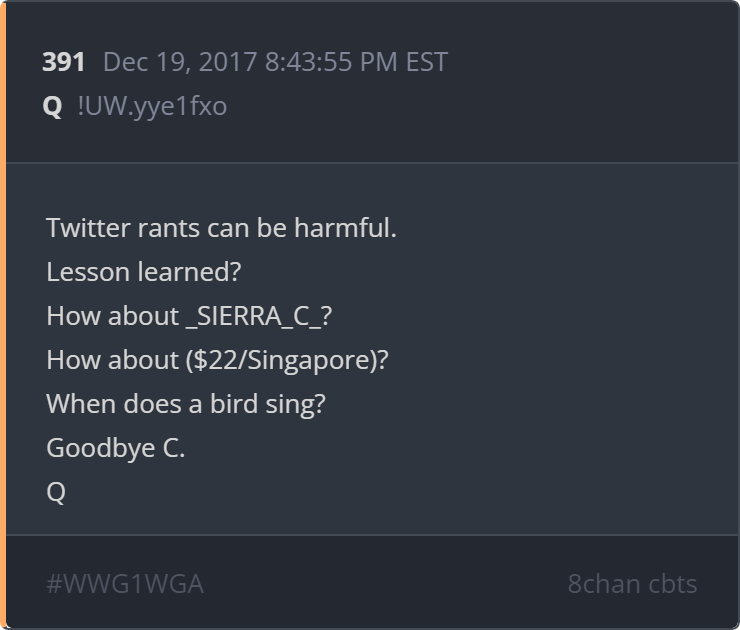 391 Dec 19, 2017 8:43:55 PM EST
Q !UW.yye1fxo
Twitter rants can be harmful.
Lesson learned?
How about _SIERRA_C_?
How about ($22/Singapore)?
When does a bird sing?
Goodbye C.
Q
#WWG1WGA 8chan cbts